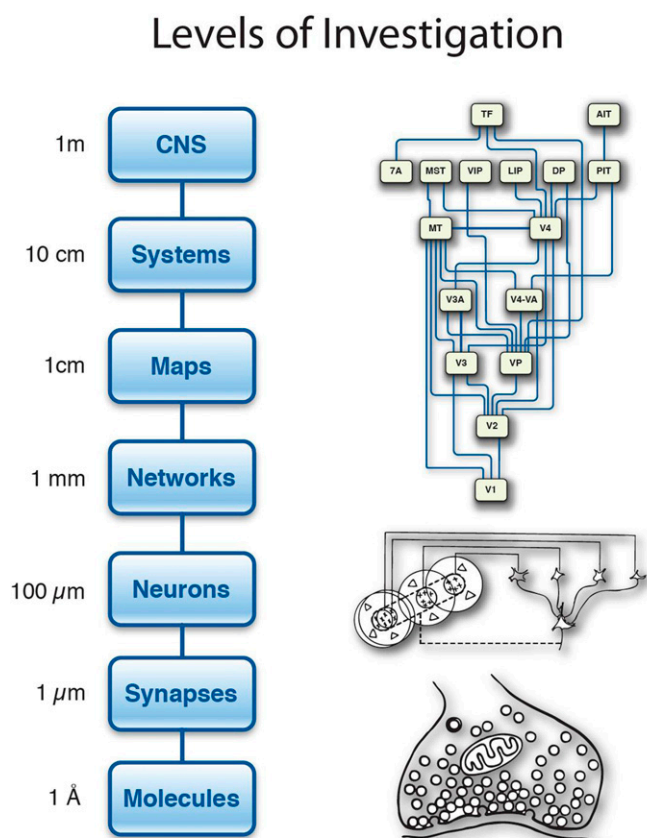 Levels of Investigation
1m CNS
10 cm Systems
1cm Maps
1 mm Networks
100 µm Neurons
1 µm Synapses
1 Å Molecules
TF AIT
7A MST VIP LIP DP PIT
MT V4
V3A V4-VA
V3 VP
V2
V1